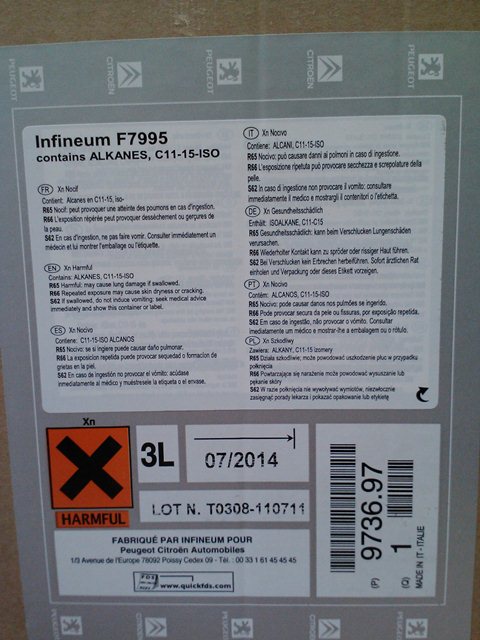 PEUGEOT
CITROËN
PEUGEOT
CITROËN
PEUGEOT
Infineum F7995
contains ALKANES, C11-15-ISO
FR Xn Nocif
Contient: Alcanes en C11-15, iso-
R65 Nocif: peut provoquer une atteinte des poumons en cas d'ingestion.
R66 L'exposition répétée peut provoquer dessèchement ou gerçures de
la peau.
S62 En cas d'ingestion, ne pas faire vomir. Consulter immédiatement un
médecin et lui montrer l'emballage ou l'étiquette.
EN Xn Harmful
Contains: ALKANES, C11-15-ISO
R65 Harmful: may cause lung damage if swallowed.
R66 Repeated exposure may cause skin dryness or cracking.
S62 If swallowed, do not induce vomiting: seek medical advice
immediately and show this container or label.
ES Xn Nocivo
Contiene: C11-15-ISO ALCANOS
R65 Nocivo: se si ingiere puede causar daño pulmonar.
R66 La exposicion repetida puede provocar sequedad o formacion de
grietas en la piel.
S62 En caso de ingestión no provocar el vómito: acúdase
inmediatamente al médico y muéstresele la etiqueta o el envase.
IT Xn Nocivo
Contiene: ALCANI, C11-15-ISO
R65 Nocivo: può causare danni ai polmoni in caso di ingestione.
R66 L'esposizione ripetuta può provocare secchezza e screpolature della
pelle.
S62 In caso di ingestione non provocare il vomito: consultare
immediatamente il medico e mostrargli il contenitore o l'etichetta.
DE Xn Gesundheitsschädlich
Enthält: ISOALKANE, C11-C15
R65 Gesundheitsschädlich: kann beim Verschlucken Lungenschäden
verursachen.
R66 Wiederholter Kontakt kann zu spröder oder rissiger Haut führen.
S62 Bei Verschlucken kein Erbrechen herbeiführen. Sofort ärztlichen Rat
einholen und Verpackung oder dieses Etikett vorzeigen.
PT Xn Nocivo
Contém: ALCANOS, C11-15-ISO
R65 Nocivo: pode causar danos nos pulmões se ingerido.
R66 Pode provocar secura da pele ou fissuras, por exposição repetida.
S62 Em caso de ingestão, não provocar o vómito. Consultar
imediatamente um médico e mostrar-lhe a embalagem ou o rótulo.
PL Xn Szkodliwy
Zawiera: ALKANY, C11-15 izomery
R65 Działa szkodliwie; może powodować uszkodzenie płuc w przypadku
połknięcia
R66 Powtarzające się narażenie może powodować wysuszanie lub
pękanie skóry
S62 W razie połknięcia nie wywoływać wymiotów, niezwłocznie
zasięgnąć porady lekarza i pokazać opakowanie lub etykietę
Xn
HARMFUL
3L
07/2014
LOT N. T0308-110711
FABRIQUÉ PAR INFINEUM POUR
Peugeot Citroën Automobiles
1/3 Avenue de l'Europe 78092 Poissy Cedex 09 - Tél. : 00 33 1 61 45 45 45
www.quickfds.com
(P) 9736.97
(Q) 1
MADE IN IT - ITALIE